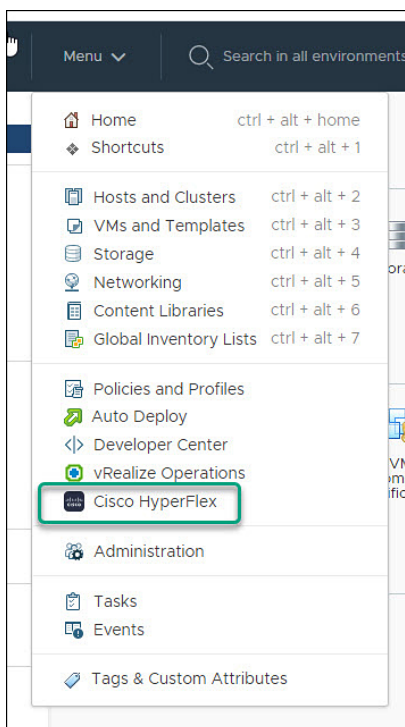 Menu
Search in all environments
Home ctrl + alt + home
Shortcuts ctrl + alt + 1
Hosts and Clusters ctrl + alt + 2
VMs and Templates ctrl + alt + 3
Storage ctrl + alt + 4
Networking ctrl + alt + 5
Content Libraries ctrl + alt + 6
Global Inventory Lists ctrl + alt + 7
Policies and Profiles
Auto Deploy
Developer Center
vRealize Operations
Cisco HyperFlex
Administration
Tasks
Events
Tags & Custom Attributes